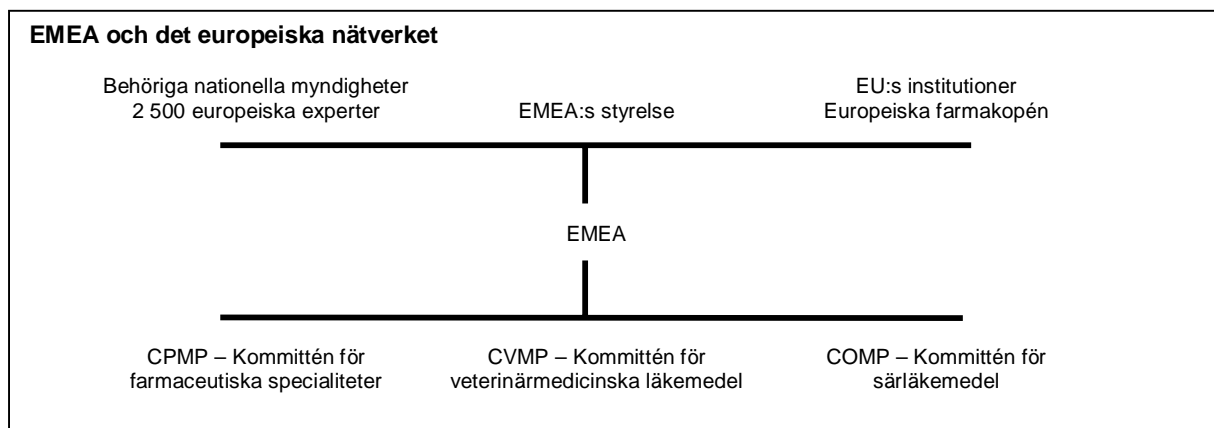 EMEA och det europeiska nätverket
Behöriga nationella myndigheter
2 500 europeiska experter
EMEA:s styrelse
EU:s institutioner
Europeiska farmakopén
EMEA
CPMP – Kommittén för
farmaceutiska specialiteter
CVMP – Kommittén för
veterinärmedicinska läkemedel
COMP – Kommittén för
särläkemedel